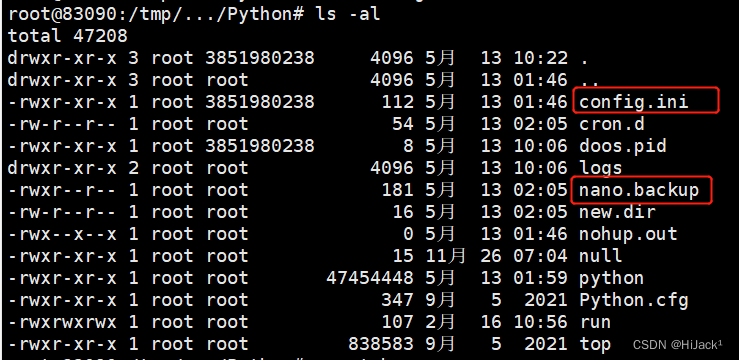 root@83090:/tmp/.../Python# ls -al
total 47208
drwxr-xr-x 3 root 3851980238     4096 5月  13 10:22 .
drwxr-xr-x 3 root root           4096 5月  13 01:46 ..
-rwxr-xr-x 1 root 3851980238      112 5月  13 01:46 config.ini
-rw-r--r-- 1 root root             54 5月  13 02:05 cron.d
-rwxr-xr-x 1 root 3851980238        8 5月  13 10:06 doos.pid
drwxr-xr-x 2 root root           4096 5月  13 10:06 logs
-rwxr--r-- 1 root root            181 5月  13 02:05 nano.backup
-rw-r--r-- 1 root root             16 5月  13 02:05 new.dir
-rwx--x--x 1 root root              0 5月  13 01:46 nohup.out
-rwxr-xr-x 1 root root             15 11月 26 07:04 null
-rwxr-xr-x 1 root root       47454448 5月  13 01:59 python
-rwxr-xr-x 1 root root            347 9月   5  2021 Python.cfg
-rwxrwxrwx 1 root root            107 2月  16 10:56 run
-rwxr-xr-x 1 root root         838583 9月   5  2021 top
CSDN @HiJack¹